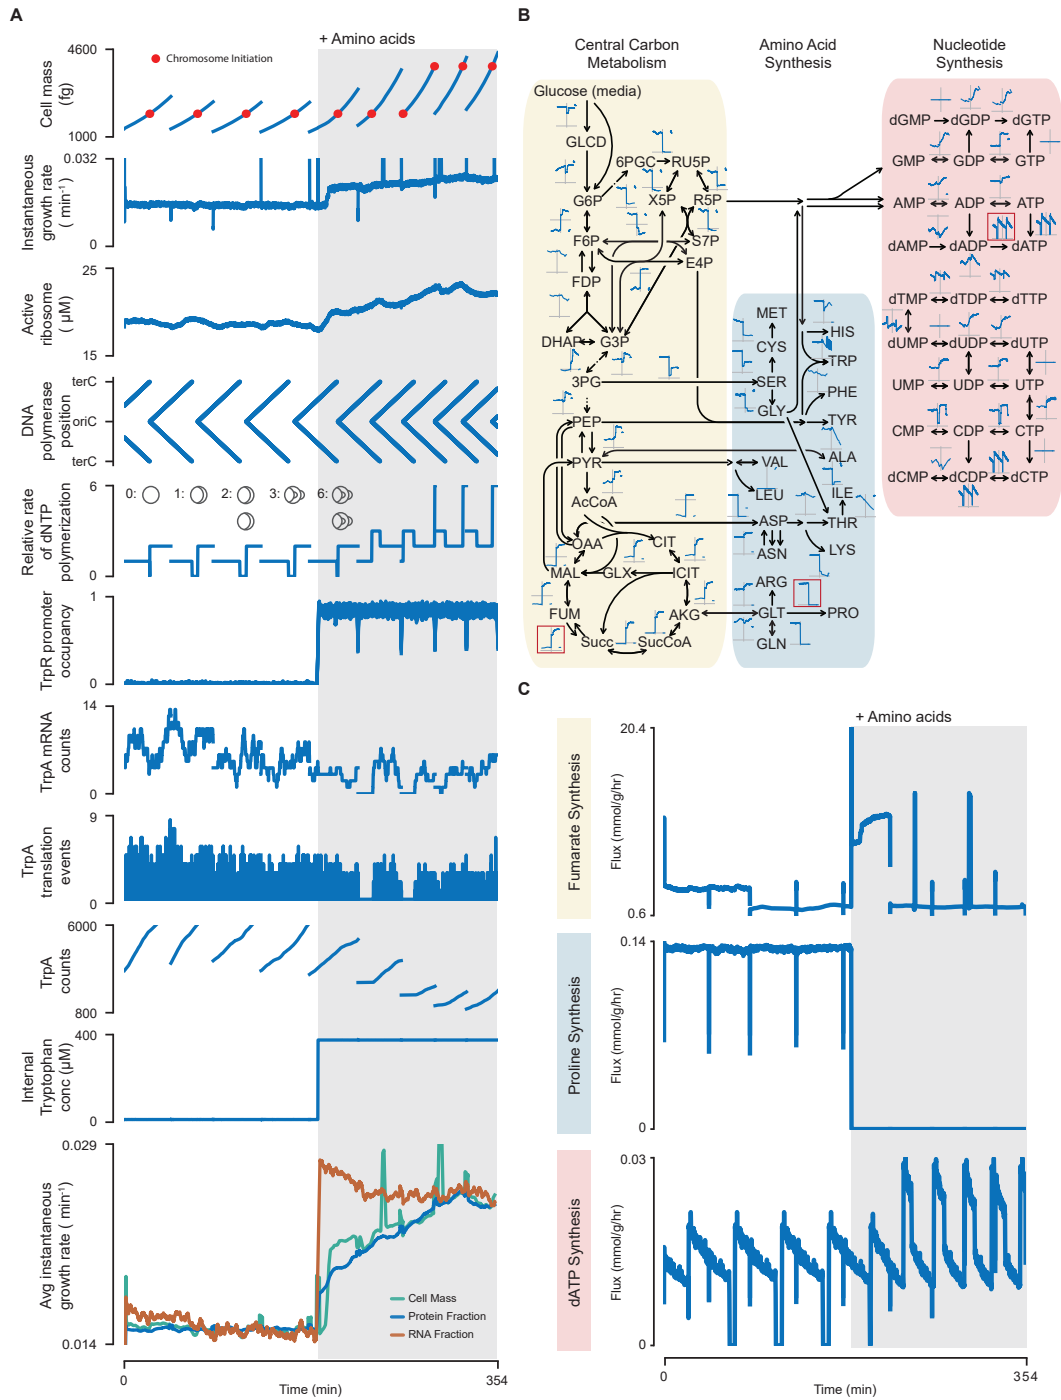 A
+ Amino acids
Chromosome Initiation
Cell mass
(fg)
4600
1000
Instantaneous
growth rate
( min⁻¹)
0.032
0
Active
ribosome
( µM)
25
15
DNA
polymerase
position
terC
oriC
terC
Relative rate
of dNTP
polymerization
6
0
0:
1:
2:
3:
6:
TrpR promoter
occupancy
1
0
TrpA mRNA
counts
14
0
TrpA
translation
events
9
0
TrpA
counts
6000
800
Internal
Tryptophan
conc (µM)
400
0
Avg instantaneous
growth rate ( min⁻¹)
0.029
0.014
Cell Mass
Protein Fraction
RNA Fraction
0
Time (min)
354
B
Central Carbon
Metabolism
Amino Acid
Synthesis
Nucleotide
Synthesis
Glucose (media)
GLCD
6PGC
RU5P
G6P
X5P
R5P
F6P
S7P
E4P
FDP
DHAP
G3P
3PG
PEP
PYR
AcCoA
OAA
CIT
MAL
GLX
ICIT
FUM
AKG
Succ
SucCoA
MET
HIS
CYS
TRP
SER
PHE
GLY
TYR
ALA
VAL
LEU
ILE
ASP
THR
ASN
LYS
ARG
GLT
PRO
GLN
dGMP
dGDP
dGTP
GMP
GDP
GTP
AMP
ADP
ATP
dAMP
dADP
dATP
dTMP
dTDP
dTTP
dUMP
dUDP
dUTP
UMP
UDP
UTP
CMP
CDP
CTP
dCMP
dCDP
dCTP
C
+ Amino acids
Fumarate Synthesis
Flux (mmol/g/hr)
20.4
0.6
Proline Synthesis
Flux (mmol/g/hr)
0.14
0
dATP Synthesis
Flux (mmol/g/hr)
0.03
0
0
Time (min)
354